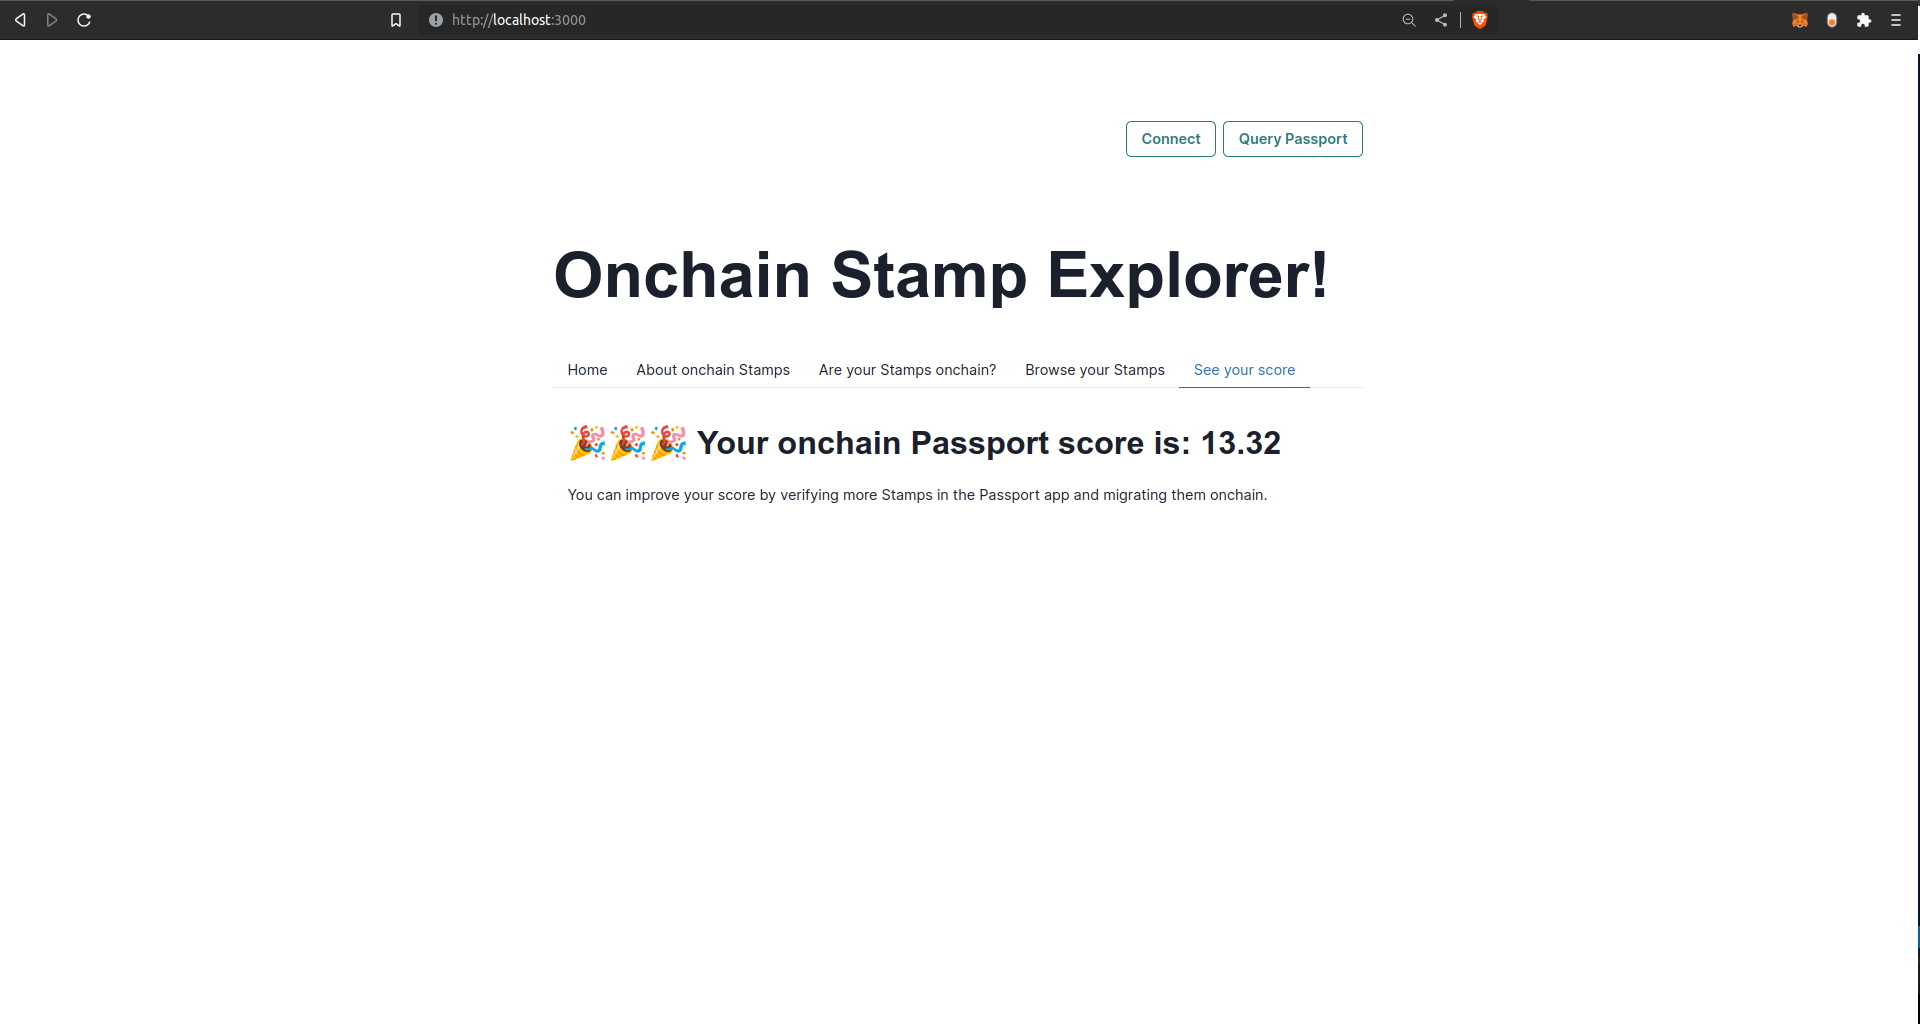 http://localhost:3000
Connect Query Passport
Onchain Stamp Explorer!
Home About onchain Stamps Are your Stamps onchain? Browse your Stamps See your score
🎉🎉🎉 Your onchain Passport score is: 13.32
You can improve your score by verifying more Stamps in the Passport app and migrating them onchain.